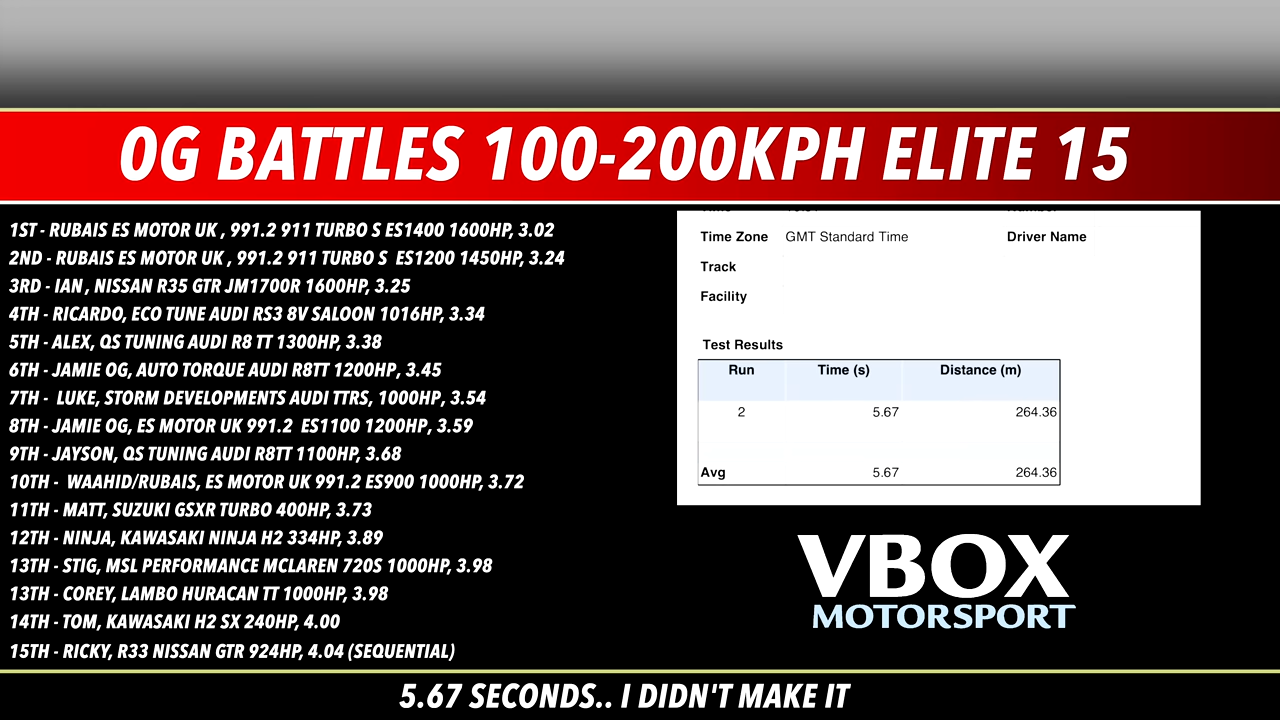 0G BATTLES 100-200KPH ELITE 15
1ST - RUBAIS ES MOTOR UK , 991.2 911 TURBO S ES1400 1600HP, 3.02
2ND - RUBAIS ES MOTOR UK , 991.2 911 TURBO S  ES1200 1450HP, 3.24
3RD - IAN , NISSAN R35 GTR JM1700R 1600HP, 3.25
4TH - RICARDO, ECO TUNE AUDI RS3 8V SALOON 1016HP, 3.34
5TH - ALEX, QS TUNING AUDI R8 TT 1300HP, 3.38
6TH - JAMIE OG, AUTO TORQUE AUDI R8TT 1200HP, 3.45
7TH -  LUKE, STORM DEVELOPMENTS AUDI TTRS, 1000HP, 3.54
8TH - JAMIE OG, ES MOTOR UK 991.2  ES1100 1200HP, 3.59
9TH - JAYSON, QS TUNING AUDI R8TT 1100HP, 3.68
10TH -  WAAHID/RUBAIS, ES MOTOR UK 991.2 ES900 1000HP, 3.72
11TH - MATT, SUZUKI GSXR TURBO 400HP, 3.73
12TH - NINJA, KAWASAKI NINJA H2 334HP, 3.89
13TH - STIG, MSL PERFORMANCE MCLAREN 720S 1000HP, 3.98
13TH - COREY, LAMBO HURACAN TT 1000HP, 3.98
14TH - TOM, KAWASAKI H2 SX 240HP, 4.00
15TH - RICKY, R33 NISSAN GTR 924HP, 4.04 (SEQUENTIAL)
Time Zone GMT Standard Time Driver Name
Track
Facility
Test Results
Run Time (s) Distance (m)
2 5.67 264.36
Avg 5.67 264.36
VBOX
MOTORSPORT
5.67 SECONDS.. I DIDN'T MAKE IT